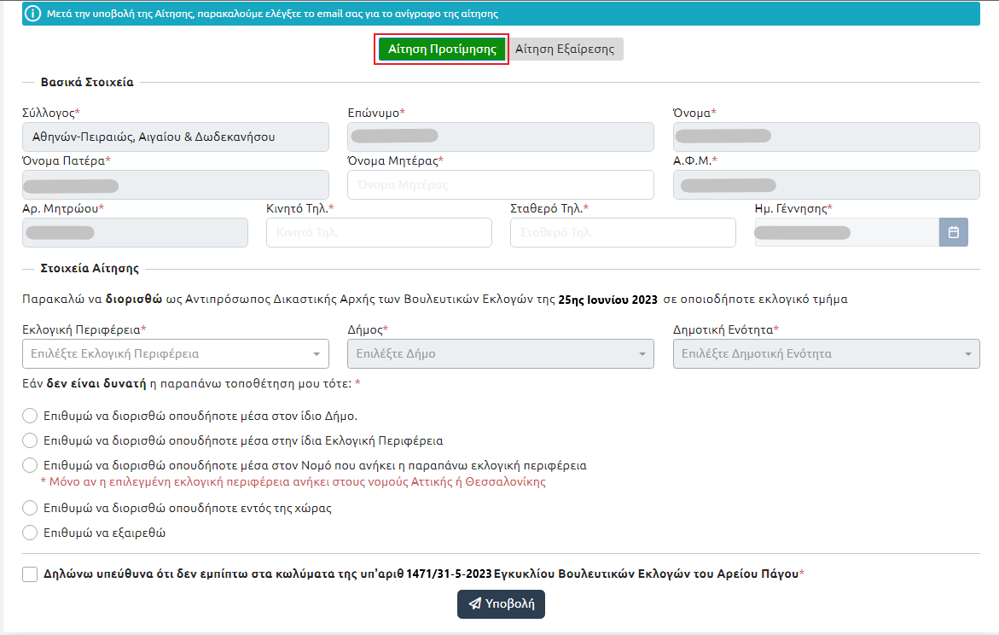 Μετά την υποβολή της Αίτησης, παρακαλούμε ελέγξτε το email σας για το ανίγραφο της αίτησης
Αίτηση Προτίμησης Αίτηση Εξαίρεσης
Βασικά Στοιχεία
Σύλλογος* Επώνυμο* Όνομα*
Αθηνών-Πειραιώς, Αιγαίου & Δωδεκανήσου
Όνομα Πατέρα* Όνομα Μητέρας* Α.Φ.Μ.*
Όνομα Μητέρας
Αρ. Μητρώου* Κινητό Τηλ.* Σταθερό Τηλ.* Ημ. Γέννησης*
Κινητό Τηλ. Σταθερό Τηλ.
Στοιχεία Αίτησης
Παρακαλώ να διορισθώ ως Αντιπρόσωπος Δικαστικής Αρχής των Βουλευτικών Εκλογών της 25ης Ιουνίου 2023 σε οποιοδήποτε εκλογικό τμήμα
Εκλογική Περιφέρεια* Δήμος* Δημοτική Ενότητα*
Επιλέξτε Εκλογική Περιφέρεια Επιλέξτε Δήμο Επιλέξτε Δημοτική Ενότητα
Εάν δεν είναι δυνατή η παραπάνω τοποθέτηση μου τότε: *
Επιθυμώ να διορισθώ οπουδήποτε μέσα στον ίδιο Δήμο.
Επιθυμώ να διορισθώ οπουδήποτε μέσα στην ίδια Εκλογική Περιφέρεια
Επιθυμώ να διορισθώ οπουδήποτε μέσα στον Νομό που ανήκει η παραπάνω εκλογική περιφέρεια
* Μόνο αν η επιλεγμένη εκλογική περιφέρεια ανήκει στους νομούς Αττικής ή Θεσσαλονίκης
Επιθυμώ να διορισθώ οπουδήποτε εντός της χώρας
Επιθυμώ να εξαιρεθώ
Δηλώνω υπεύθυνα ότι δεν εμπίπτω στα κωλύματα της υπ'αριθ 1471/31-5-2023 Εγκυκλίου Βουλευτικών Εκλογών του Αρείου Πάγου*
Υποβολή